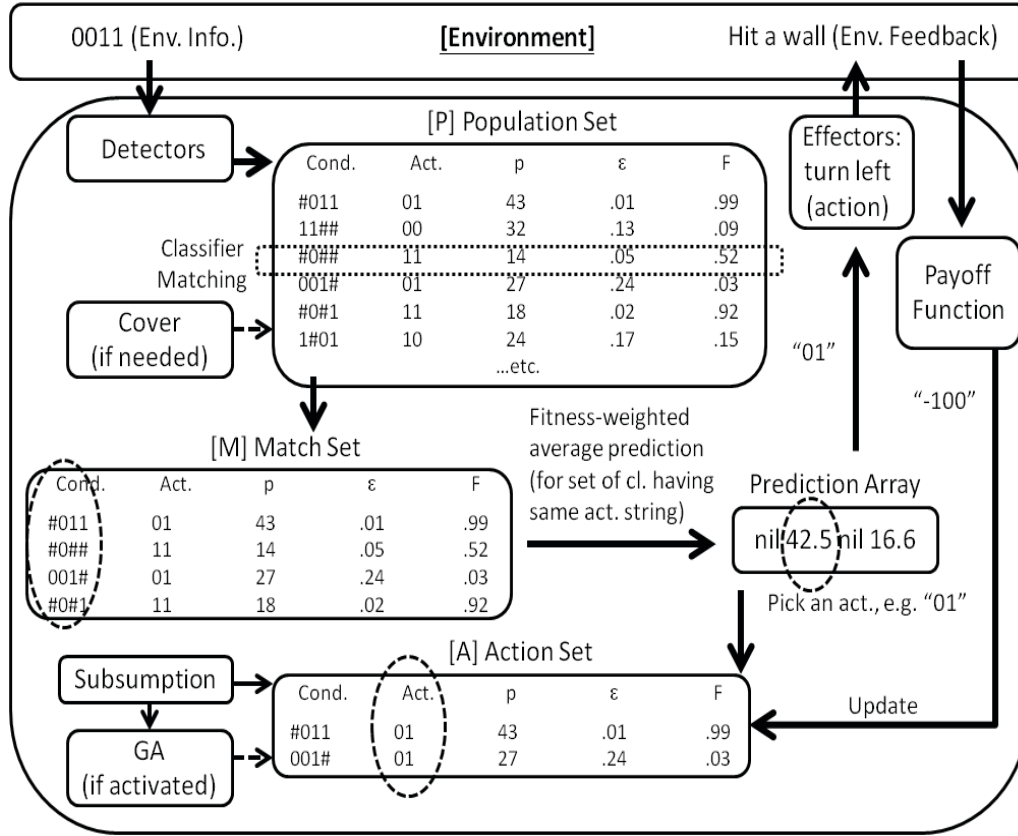 0011 (Env. Info.) [Environment] Hit a wall (Env. Feedback)
Detectors
[P] Population Set
Cond. Act. p ε F
#011 01 43 .01 .99
11## 00 32 .13 .09
#0## 11 14 .05 .52
001# 01 27 .24 .03
#0#1 11 18 .02 .92
1#01 10 24 .17 .15
...etc.
Classifier
Matching
Cover
(if needed)
Effectors:
turn left
(action)
Payoff
Function
"01"
"-100"
[M] Match Set
Cond. Act. p ε F
#011 01 43 .01 .99
#0## 11 14 .05 .52
001# 01 27 .24 .03
#0#1 11 18 .02 .92
Fitness-weighted
average prediction
(for set of cl. having
same act. string)
Prediction Array
nil 42.5 nil 16.6
Pick an act., e.g. "01"
[A] Action Set
Cond. Act. p ε F
#011 01 43 .01 .99
001# 01 27 .24 .03
Subsumption
GA
(if activated)
Update